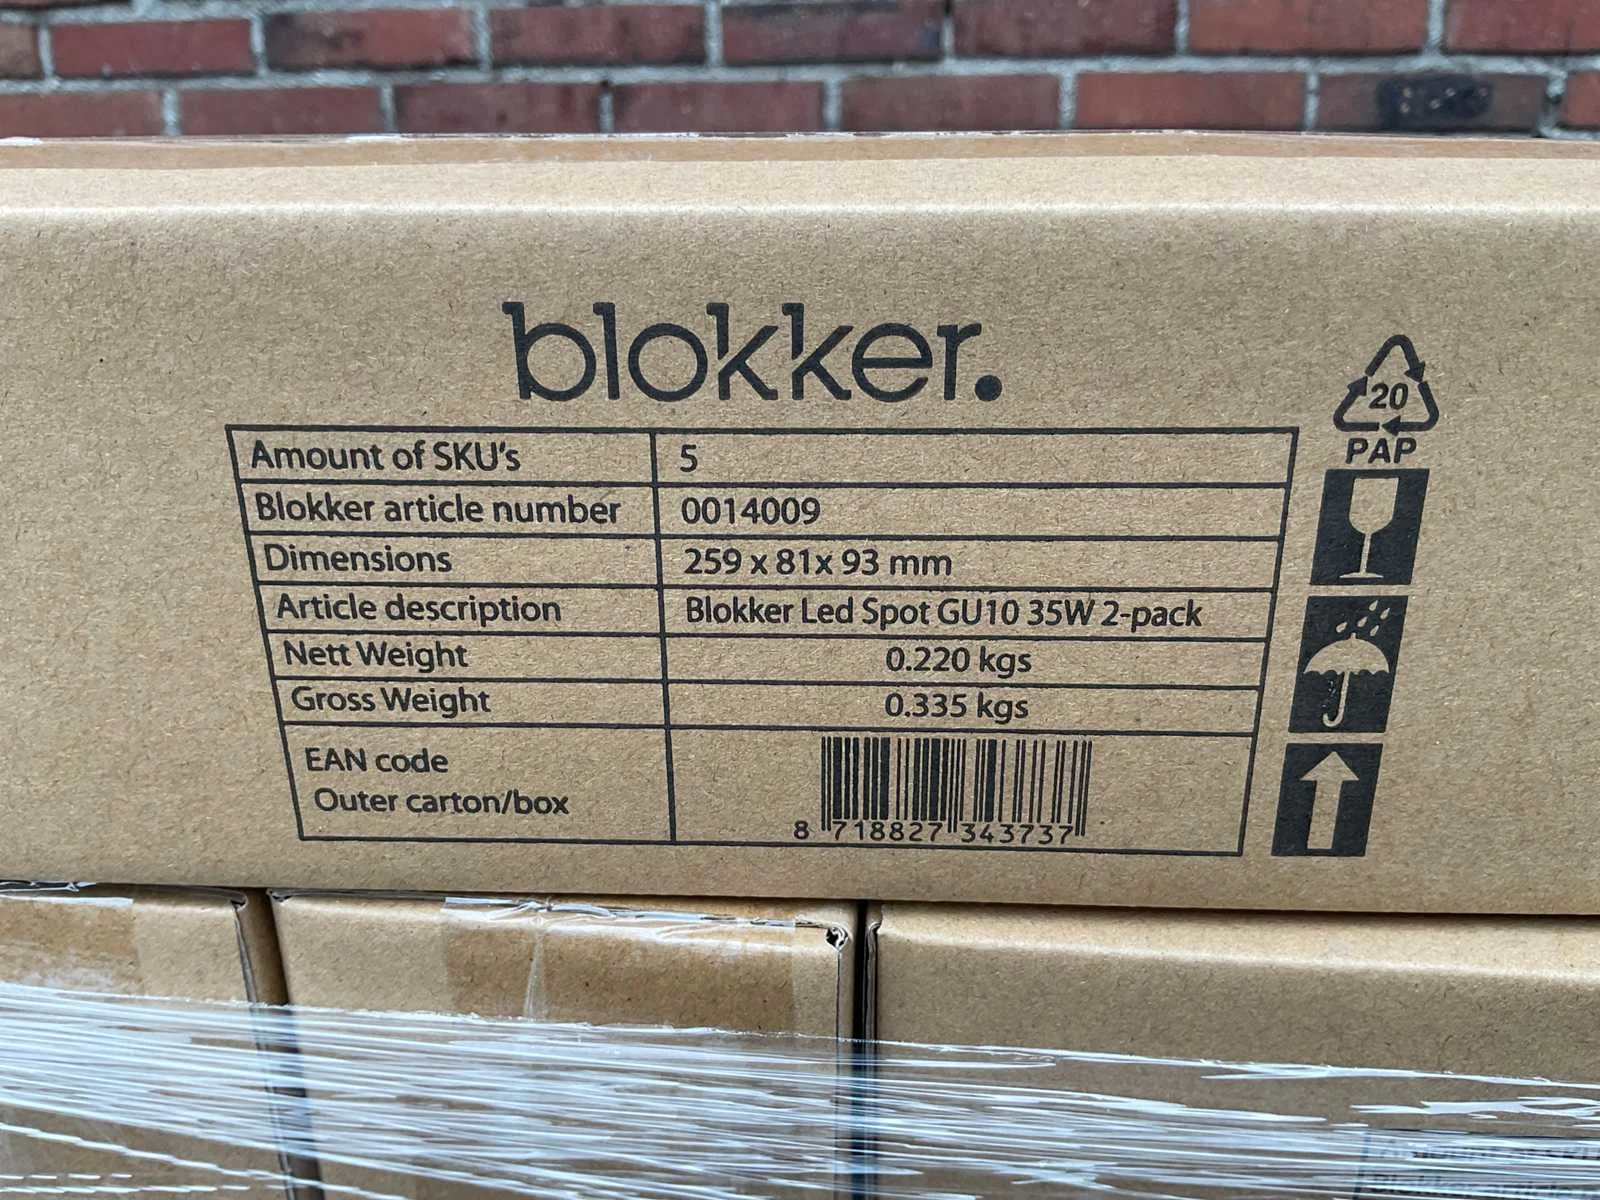 blokker.
20
PAP
Amount of SKU's 5
Blokker article number 0014009
Dimensions 259 x 81x 93 mm
Article description Blokker Led Spot GU10 35W 2-pack
Nett Weight 0.220 kgs
Gross Weight 0.335 kgs
EAN code
Outer carton/box
8 718827 343737